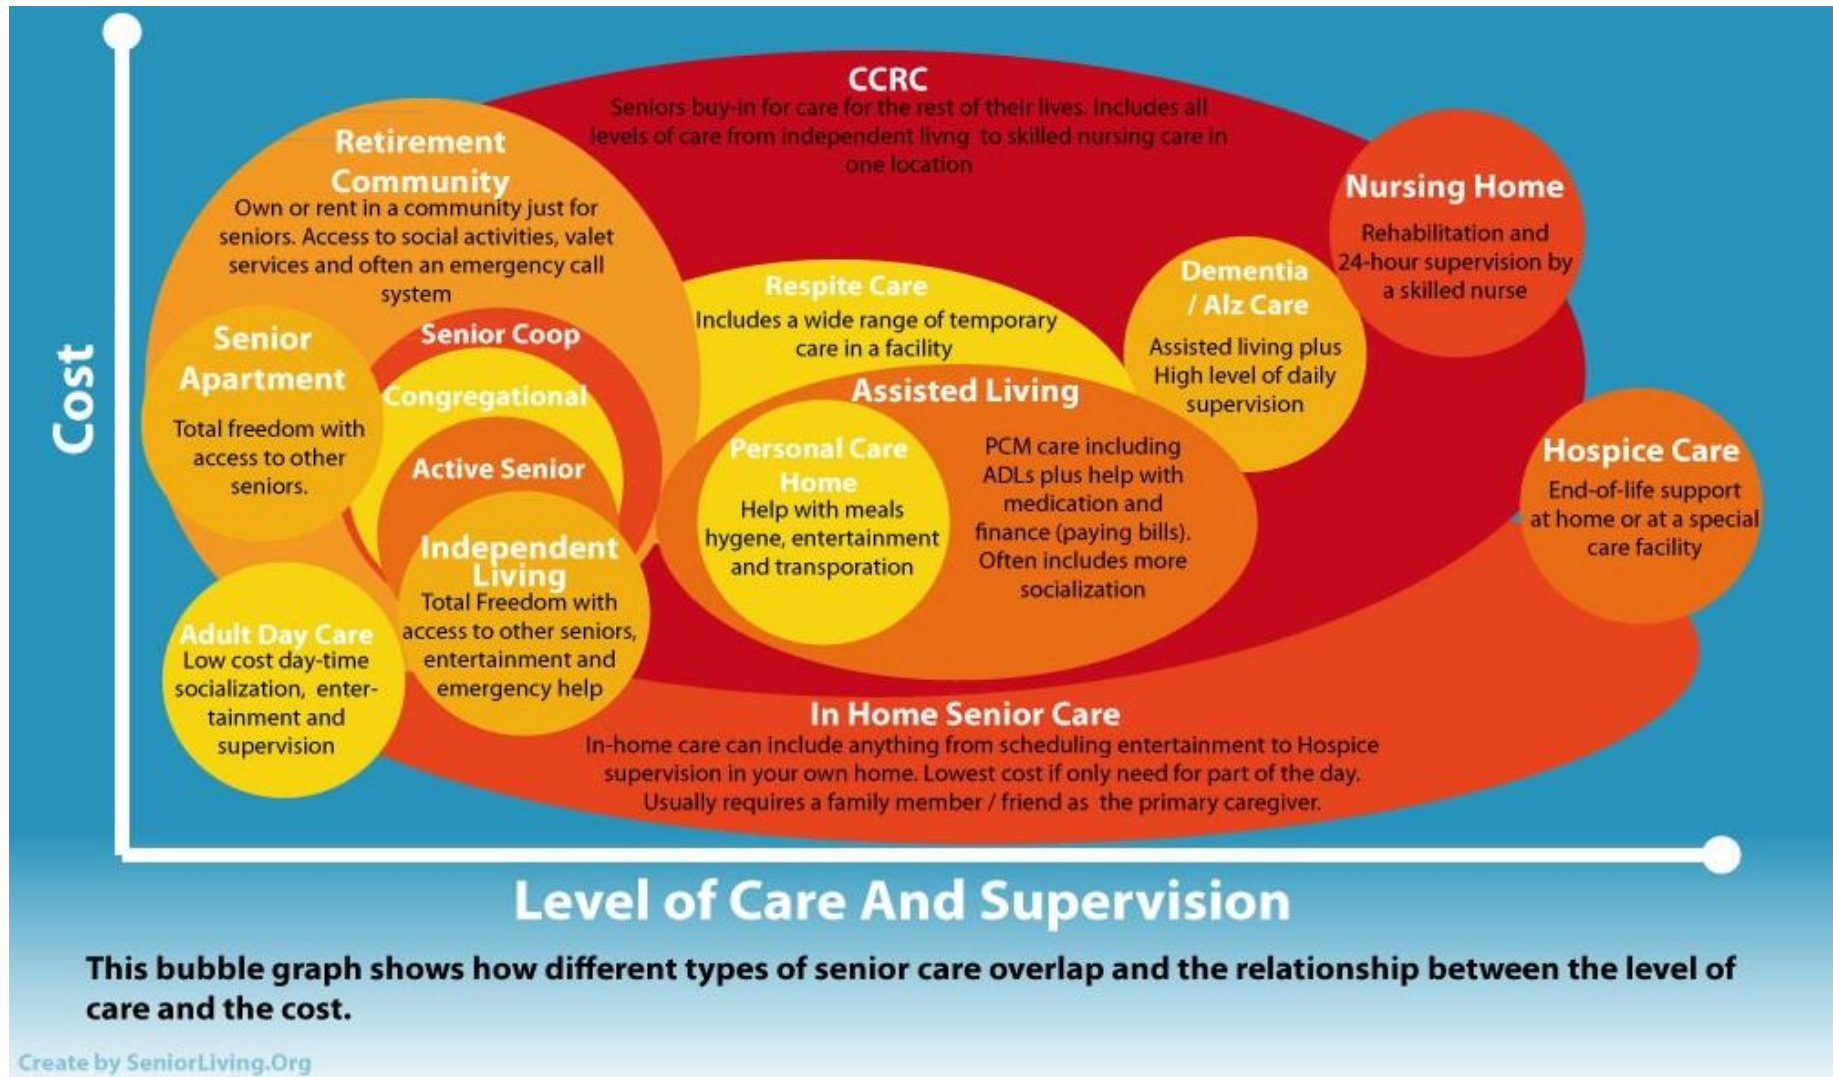 CCRC
Seniors buy-in for care for the rest of their lives. Includes all
levels of care from independent livng to skilled nursing care in
one location
Retirement
Community
Own or rent in a community just for
seniors. Access to social activities, valet
services and often an emergency call
system
Nursing Home
Rehabilitation and
24-hour supervision by
a skilled nurse
Dementia
/ Alz Care
Assisted living plus
High level of daily
supervision
Respite Care
Includes a wide range of temporary
care in a facility
Senior
Apartment
Total freedom with
access to other
seniors.
Senior Coop
Congregational
Active Senior
Independent
Living
Total Freedom with
access to other seniors,
entertainment and
emergency help
Assisted Living
PCM care including
ADLs plus help with
medication and
finance (paying bills).
Often includes more
socialization
Personal Care
Home
Help with meals
hygene, entertainment
and transporation
Hospice Care
End-of-life support
at home or at a special
care facility
Adult Day Care
Low cost day-time
socialization, enter-
tainment and
supervision
In Home Senior Care
In-home care can include anything from scheduling entertainment to Hospice
supervision in your own home. Lowest cost if only need for part of the day.
Usually requires a family member / friend as the primary caregiver.
Cost
Level of Care And Supervision
This bubble graph shows how different types of senior care overlap and the relationship between the level of
care and the cost.
Create by SeniorLiving.Org